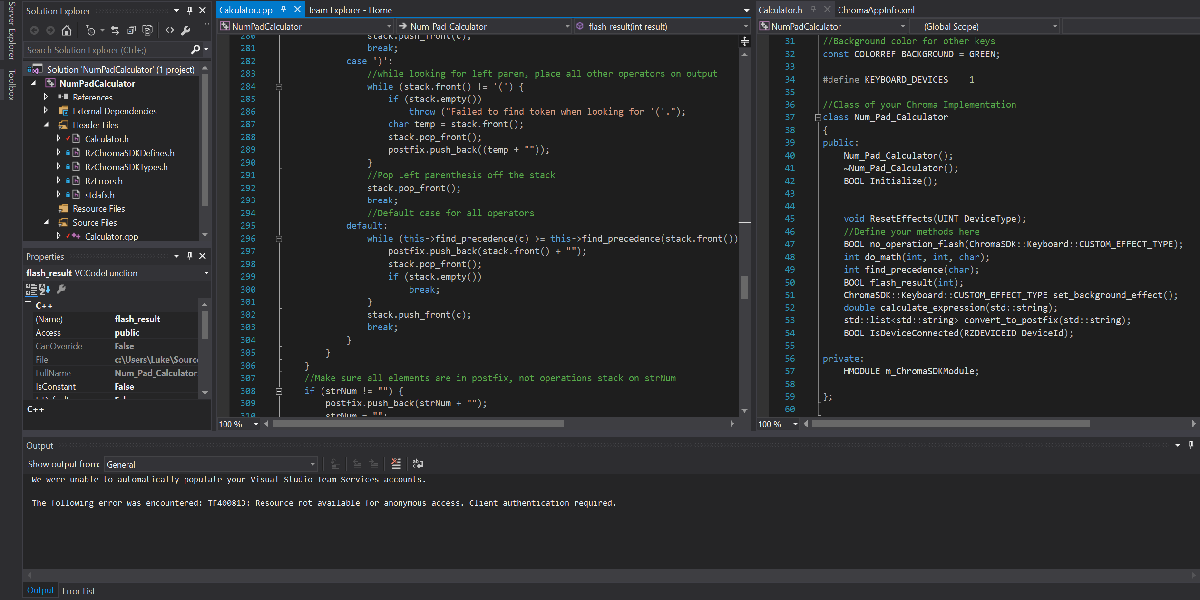 Server Explorer
Toolbox
Solution Explorer
Search Solution Explorer (Ctrl+;)
Solution 'NumPadCalculator' (1 project)
NumPadCalculator
References
External Dependencies
Header Files
Calculator.h
RzChromaSDKDefines.h
RzChromaSDKTypes.h
RzErrors.h
stdafx.h
Resource Files
Source Files
Calculator.cpp
Properties
flash_result VCCodeFunction
C++
(Name) flash_result
Access public
CanOverride False
File c:\Users\Luke\Source
FullName Num_Pad_Calculator
IsConstant False
C++
Calculator.cpp Team Explorer - Home
NumPadCalculator Num_Pad_Calculator flash_result(int result)
280 stack.push_front(c);
281 break;
282 case ')':
283 //while looking for left paren, place all other operators on output
284 while (stack.front() != '(') {
285 if (stack.empty())
286 throw ("Failed to find token when looking for '('.");
287 char temp = stack.front();
288 stack.pop_front();
289 postfix.push_back((temp + ""));
290 }
291 //Pop left parenthesis off the stack
292 stack.pop_front();
293 break;
294 //Default case for all operators
295 default:
296 while (this->find_precedence(c) >= this->find_precedence(stack.front())
297 postfix.push_back(stack.front() + "");
298 stack.pop_front();
299 if (stack.empty())
300 break;
301 }
302 stack.push_front(c);
303 break;
304 }
305 }
306 }
307 //Make sure all elements are in postfix, not operations stack on strNum
308 if (strNum != "") {
309 postfix.push_back(strNum + "");
310 strNum = "";
100 %
Calculator.h ChromaAppInfo.xml
NumPadCalculator (Global Scope)
31 //Background color for other keys
32 const COLORREF BACKGROUND = GREEN;
33
34 #define KEYBOARD_DEVICES 1
35
36 //Class of your Chroma Implementation
37 class Num_Pad_Calculator
38 {
39 public:
40 Num_Pad_Calculator();
41 ~Num_Pad_Calculator();
42 BOOL Initialize();
43
44
45 void ResetEffects(UINT DeviceType);
46 //Define your methods here
47 BOOL no_operation_flash(ChromaSDK::Keyboard::CUSTOM_EFFECT_TYPE);
48 int do_math(int, int, char);
49 int find_precedence(char);
50 BOOL flash_result(int);
51 ChromaSDK::Keyboard::CUSTOM_EFFECT_TYPE set_background_effect();
52 double calculate_expression(std::string);
53 std::list<std::string> convert_to_postfix(std::string);
54 BOOL IsDeviceConnected(RZDEVICEID DeviceId);
55
56 private:
57 HMODULE m_ChromaSDKModule;
58
59 };
60
100 %
Output
Show output from: General
We were unable to automatically populate your Visual Studio Team Services accounts.
The following error was encountered: TF400813: Resource not available for anonymous access. Client authentication required.
Output Error List